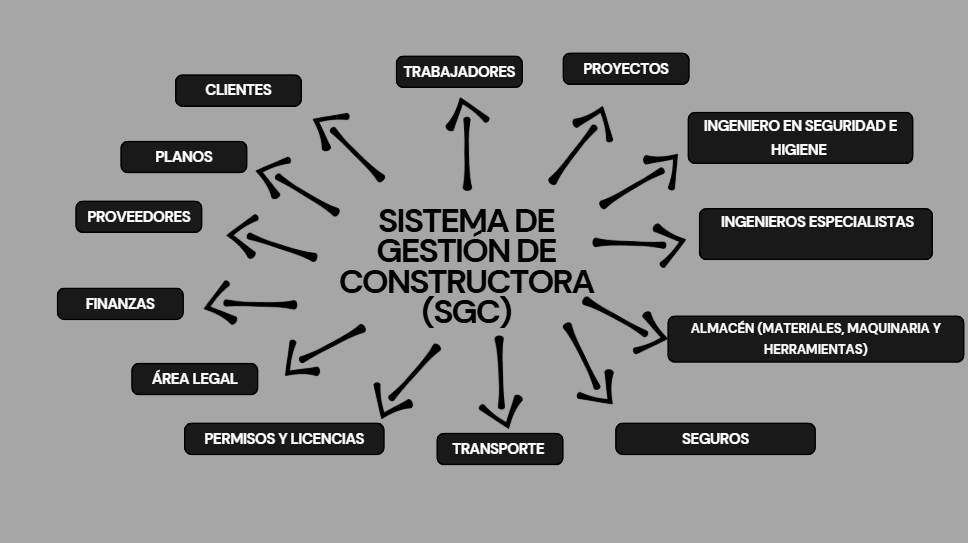 TRABAJADORES
PROYECTOS
CLIENTES
INGENIERO EN SEGURIDAD E
HIGIENE
PLANOS
PROVEEDORES
INGENIEROS ESPECIALISTAS
SISTEMA DE
GESTIÓN DE
CONSTRUCTORA
(SGC)
FINANZAS
ALMACÉN (MATERIALES, MAQUINARIA Y
HERRAMIENTAS)
ÁREA LEGAL
PERMISOS Y LICENCIAS
TRANSPORTE
SEGUROS